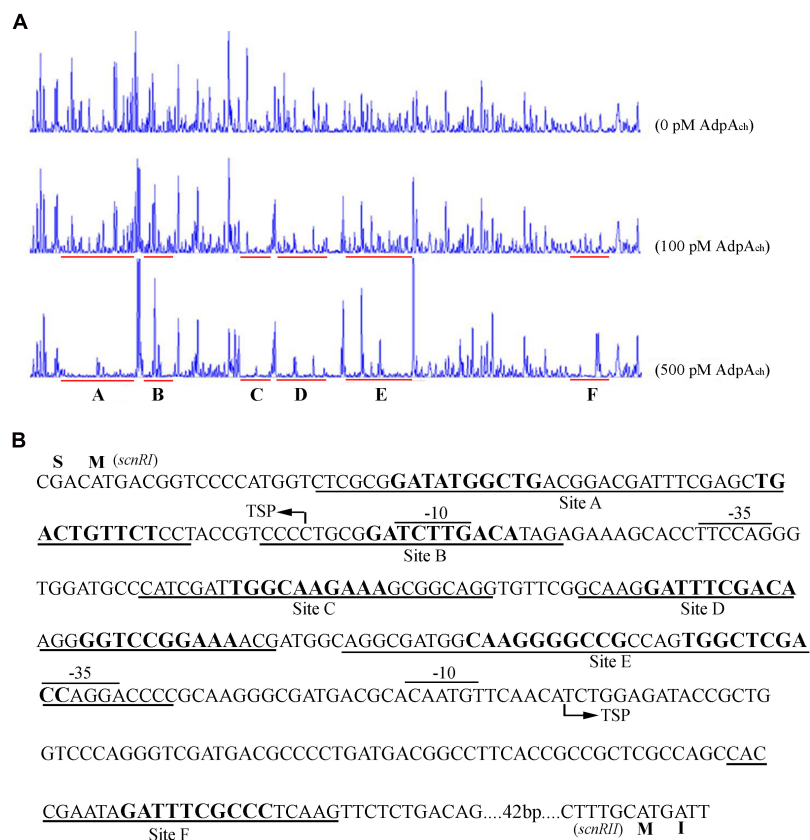 A
(0 pM AdpAch)
(100 pM AdpAch)
(500 pM AdpAch)
A B C D E F
B
S M (scnRI)
CGACATGACGGTCCCCATGGTCTCGCGGATATGGCTGACGGACGATTTCGAGCTG
Site A
TSP -10 -35
ACTGTTCTCCTACCGTCCCCTGCGGATCTTGACATAGAGAAAGCACCTTCCAGGG
Site B
TGGATGCCCATCGATTGGCAAGAAAGCGGCAGGTGTTCGGCAAGGATTTCGACA
Site C Site D
AGGGGTCCGGAAAACGATGGCAGGCGATGGCAAGGGGCCGCCAGTGGCTCGA
Site E
-35 -10
CCAGGACCCCGCAAGGGCGATGACGCACAATGTTCAACATCTGGAGATACCGCTG
TSP
GTCCCAGGGTCGATGACGCCCCTGATGACGGCCTTCACCGCCGCTCGCCAGCCAC
CGAATAGATTTCGCCCTCAAGTTCTCTGACAG....42bp....CTTTGCATGATT
Site F (scnRII) M I